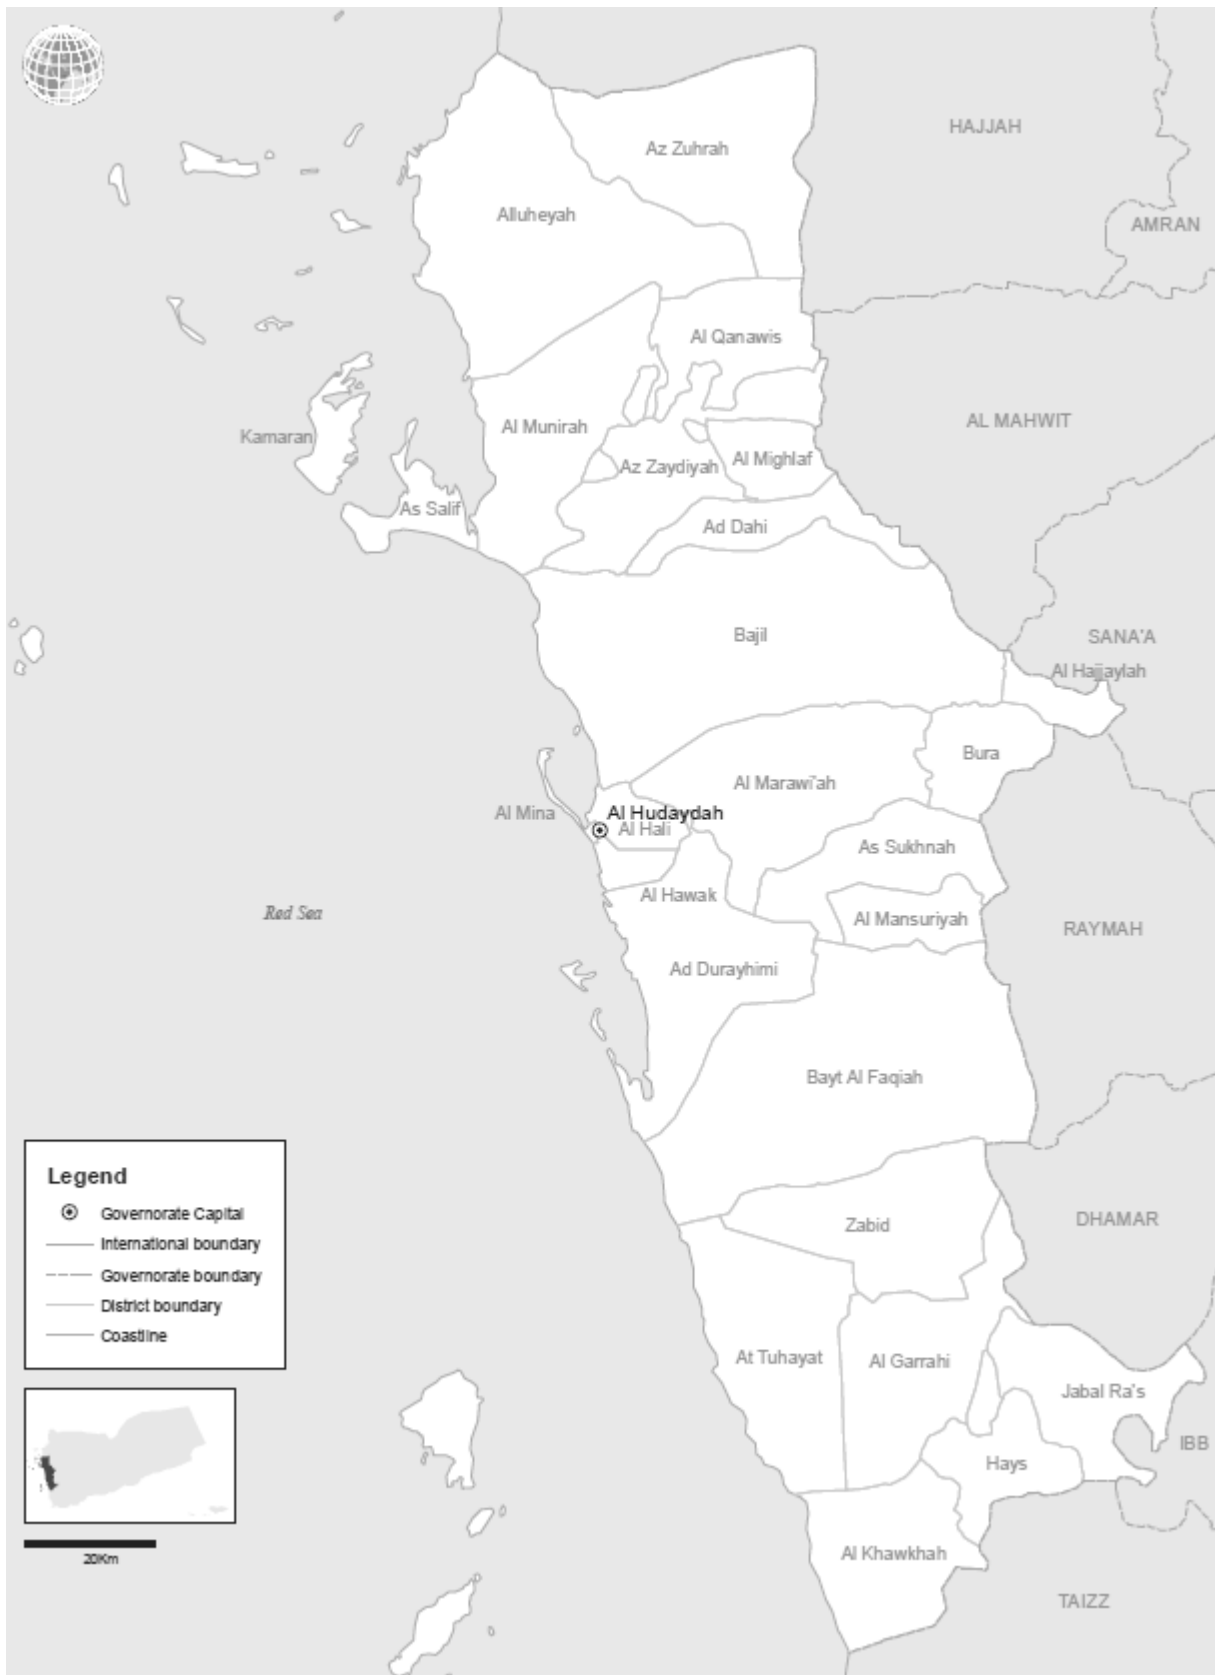 HAJJAH
Az Zuhrah
Alluheyah
AMRAN
Al Qanawis
AL MAHWIT
Al Munirah
Kamaran
Al Mighlaf
Az Zaydiyah
As Salif
Ad Dahi
Bajil
SANA'A
Al Hajjaylah
Bura
Al Marawi'ah
Al Mina
Al Hudaydah
Al Hali
As Sukhnah
Al Hawak
Red Sea
Al Mansuriyah
RAYMAH
Ad Durayhimi
Bayt Al Faqiah
Legend
Governorate Capital
International boundary
Governorate boundary
District boundary
Coastline
Zabid
DHAMAR
At Tuhayat
Al Garrahi
Jabal Ra's
IBB
Hays
20Km
Al Khawkhah
TAIZZ